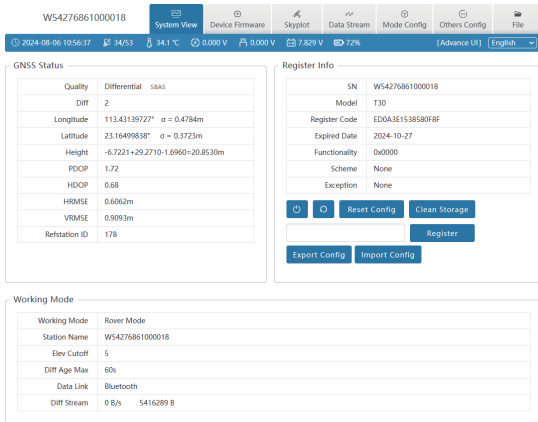 W54276861000018
System View
Device Firmware
Skyplot
Data Stream
Mode Config
Others Config
File
2024-08-06 10:56:37 34/53 34.1 °C 0.000 V 0.000 V 7.829 V 72% [Advance UI] English
GNSS Status
Quality Differential SBAS
Diff 2
Longitude 113.43139727° σ = 0.4784m
Latitude 23.16499838° σ = 0.3723m
Height -6.7221+29.2710-1.6960=20.8530m
PDOP 1.72
HDOP 0.68
HRMSE 0.6062m
VRMSE 0.9093m
Refstation ID 178
Register Info
SN W54276861000018
Model T30
Register Code ED0A3E1538580F8F
Expired Date 2024-10-27
Functionality 0x0000
Scheme None
Exception None
Reset Config Clean Storage
Register
Export Config Import Config
Working Mode
Working Mode Rover Mode
Station Name W54276861000018
Elev Cutoff 5
Diff Age Max 60s
Data Link Bluetooth
Diff Stream 0 B/s 5416289 B